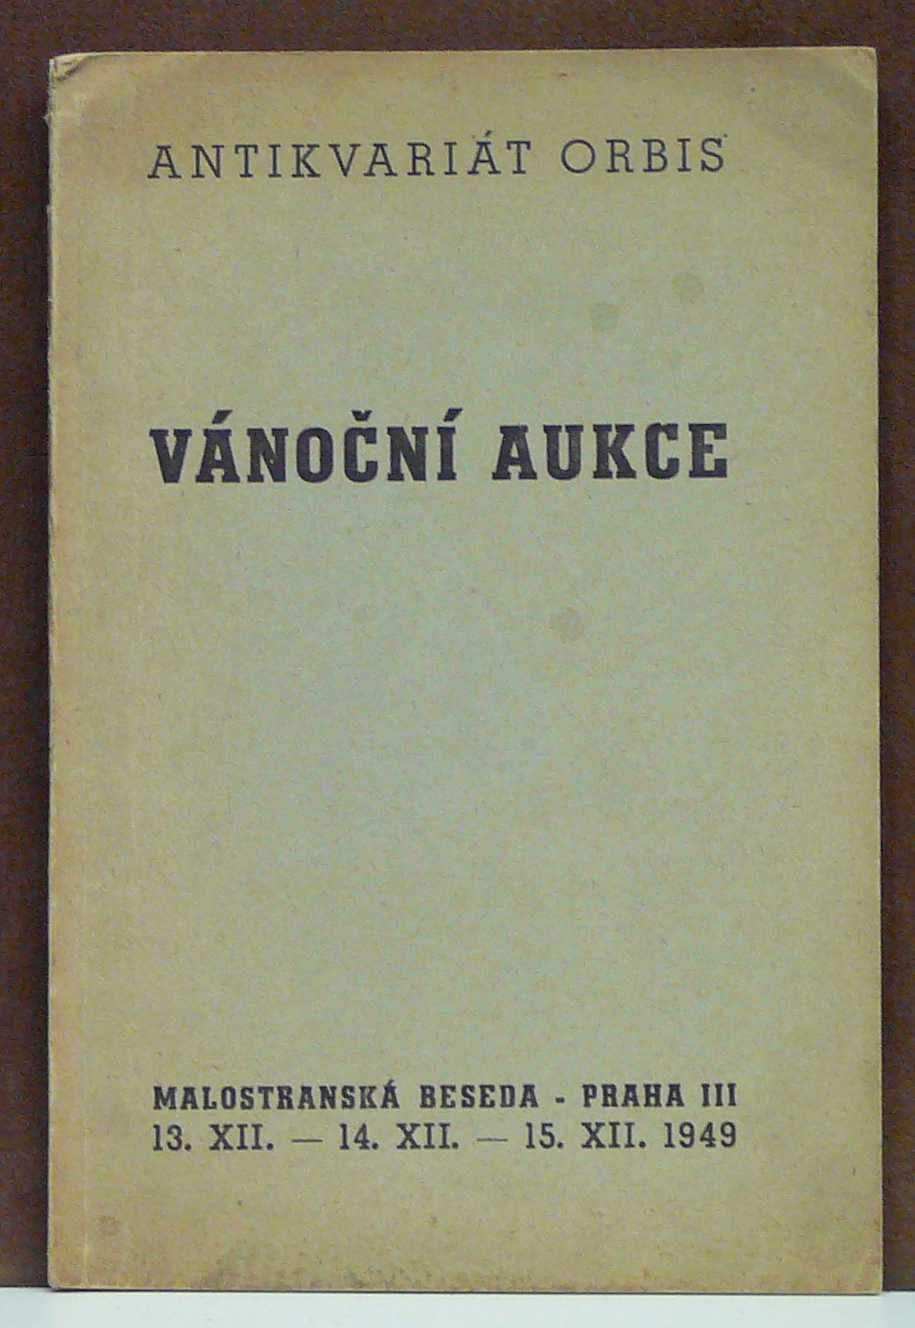 ANTIKVARIÁT ORBIS
VÁNOČNÍ AUKCE
MALOSTRANSKÁ BESEDA - PRAHA III
13. XII. — 14. XII. — 15. XII. 1949